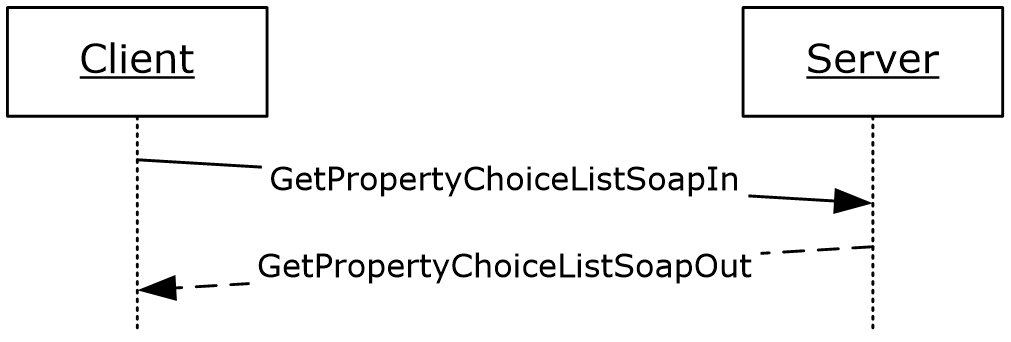 Client
Server
GetPropertyChoiceListSoapIn
GetPropertyChoiceListSoapOut